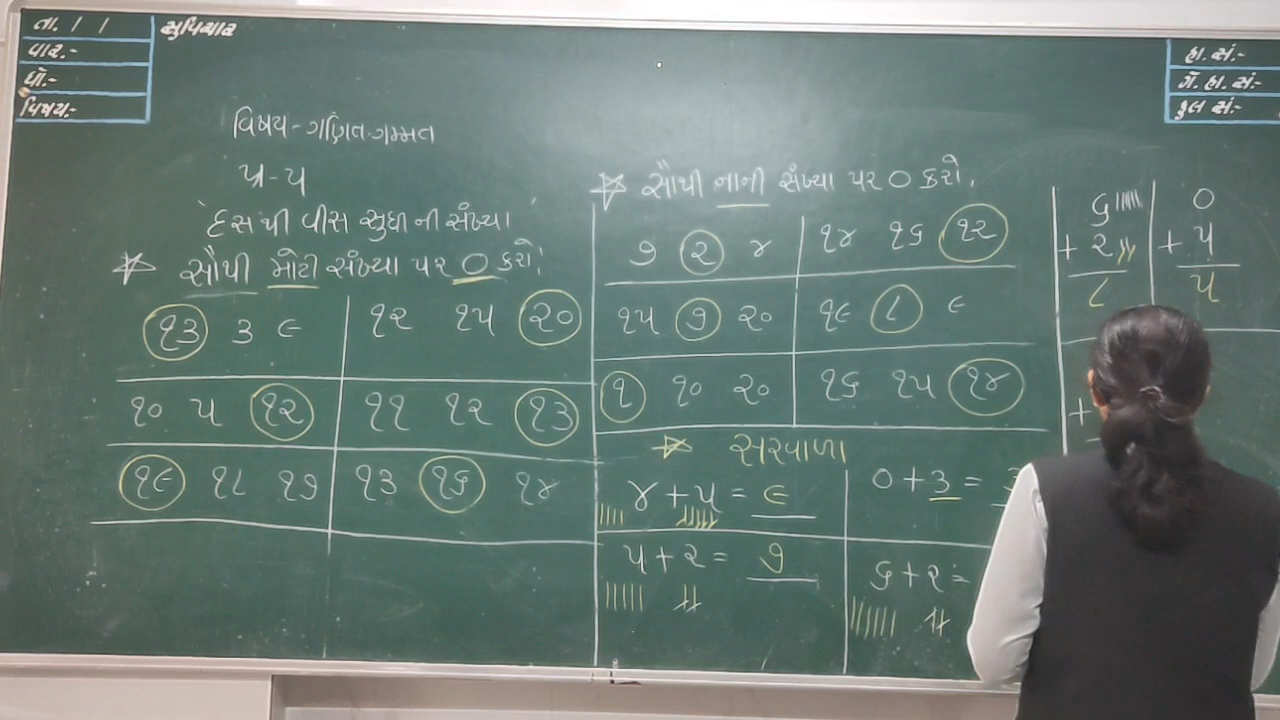 તા. / /
વાર.-
ધો.-
વિષય:-
સુવિચાર
હા. સં.-
ગે. હા. સં.-
કુલ સં.-
વિષય-ગણિત-ગમ્મત
પ્ર-૫
'દસ થી વીસ સુધી ની સંખ્યા'
☆ સૌથી મોટી સંખ્યા પર O કરો.
૧૩ ૩ ૯
૧૨ ૧૫ ૨૦
૧૦ ૫ ૧૨
૧૧ ૧૨ ૧૩
૧૯ ૧૮ ૧૭
૧૩ ૧૬ ૧૪
☆ સૌથી નાની સંખ્યા પર O કરો.
૭ ૨ ૪
૧૪ ૧૬ ૧૨
૧૫ ૭ ૨૦
૧૯ ૮ ૯
૧ ૧૦ ૨૦
૧૬ ૧૫ ૧૪
☆ સરવાળા
૪ + ૫ = ૯
૦ + ૩ = ૩
૫ + ૨ = ૭
૬ + ૨ =
૬
+ ૨
૮
૦
+ ૫
૫
+